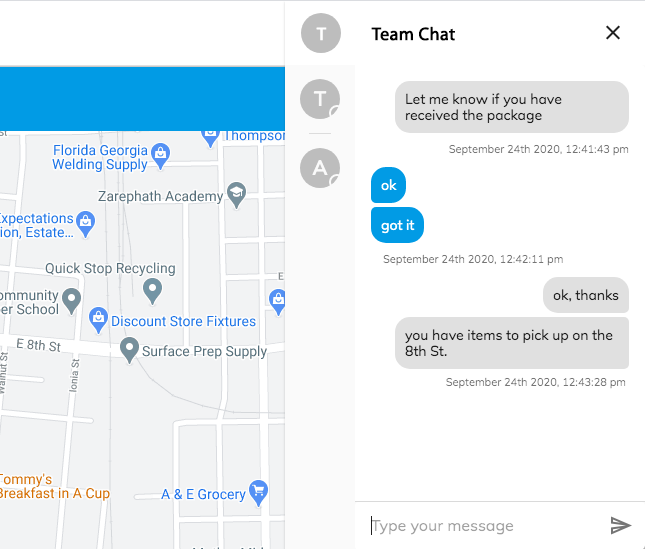 St
Thompson
Florida Georgia
Welding Supply
Zarephath Academy
Expectations
ion, Estate...
Quick Stop Recycling
E
ommunity
er School
Discount Store Fixtures
E 8th St
Surface Prep Supply
Walnut St
Ionia St
Tommy's
Breakfast in A Cup
A & E Grocery
T
T
A
Team Chat
Let me know if you have
received the package
September 24th 2020, 12:41:43 pm
ok
got it
September 24th 2020, 12:42:11 pm
ok, thanks
you have items to pick up on the
8th St.
September 24th 2020, 12:43:28 pm
Type your message